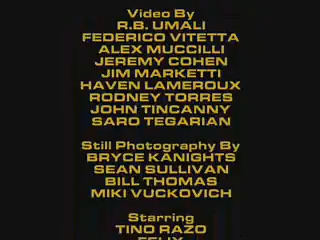 Video By
R.B. UMALI
FEDERICO VITETTA
ALEX MUCCILLI
JEREMY COHEN
JIM MARKETTI
HAVEN LAMEROUX
RODNEY TORRES
JOHN TINCANNY
SARO TEGARIAN
Still Photography By
BRYCE KANIGHTS
SEAN SULLIVAN
BILL THOMAS
MIKI VUCKOVICH
Starring
TINO RAZO
FELIX